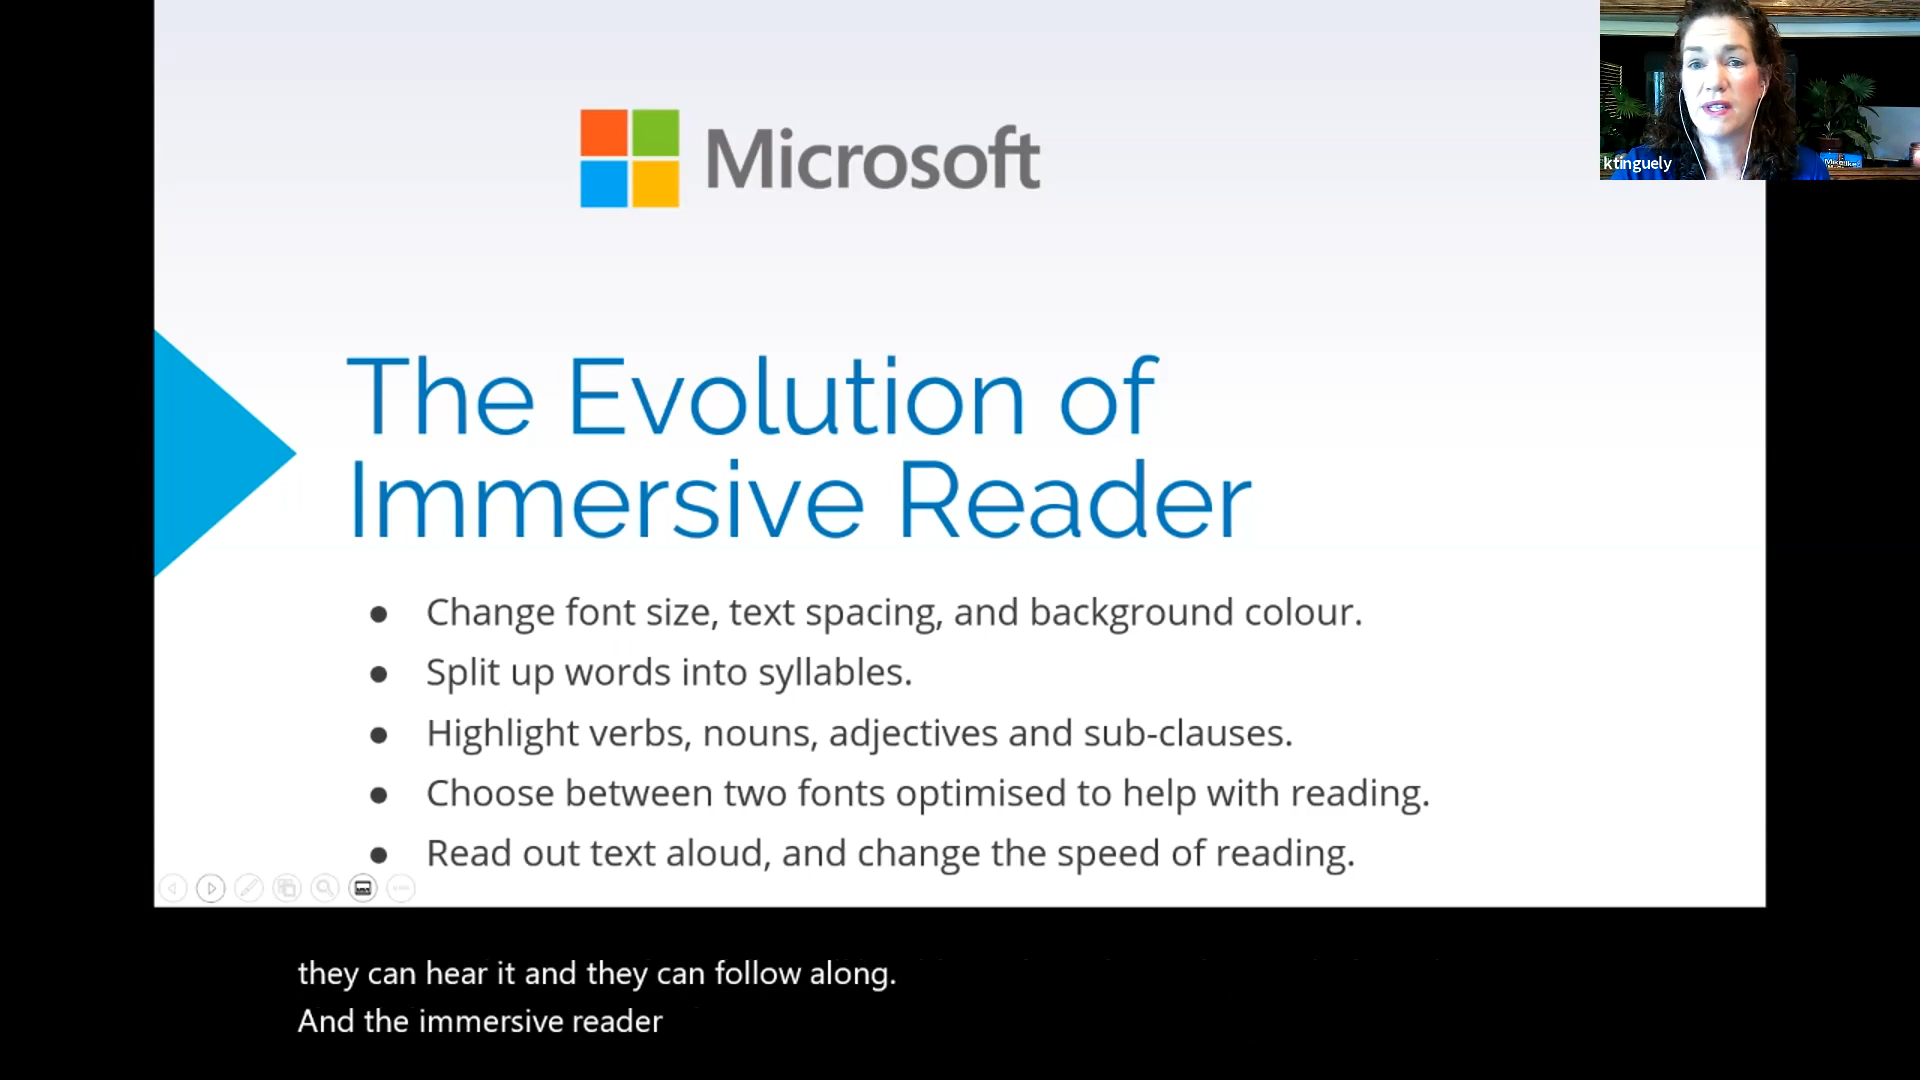 Microsoft
ktinguely
The Evolution of
Immersive Reader
● Change font size, text spacing, and background colour.
● Split up words into syllables.
● Highlight verbs, nouns, adjectives and sub-clauses.
● Choose between two fonts optimised to help with reading.
● Read out text aloud, and change the speed of reading.
they can hear it and they can follow along.
And the immersive reader